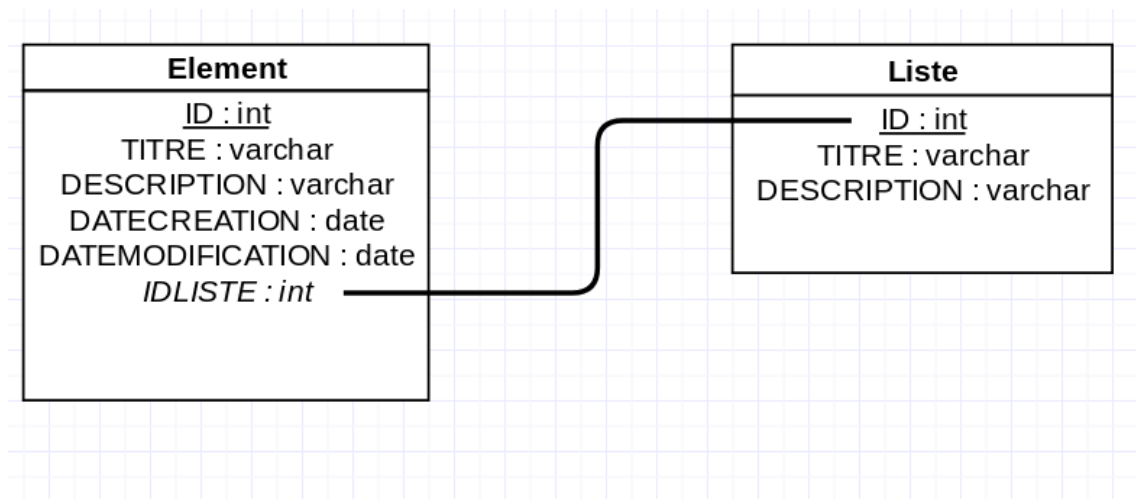 Element
ID : int
TITRE : varchar
DESCRIPTION : varchar
DATECREATION : date
DATEMODIFICATION : date
IDLISTE : int
Liste
ID : int
TITRE : varchar
DESCRIPTION : varchar